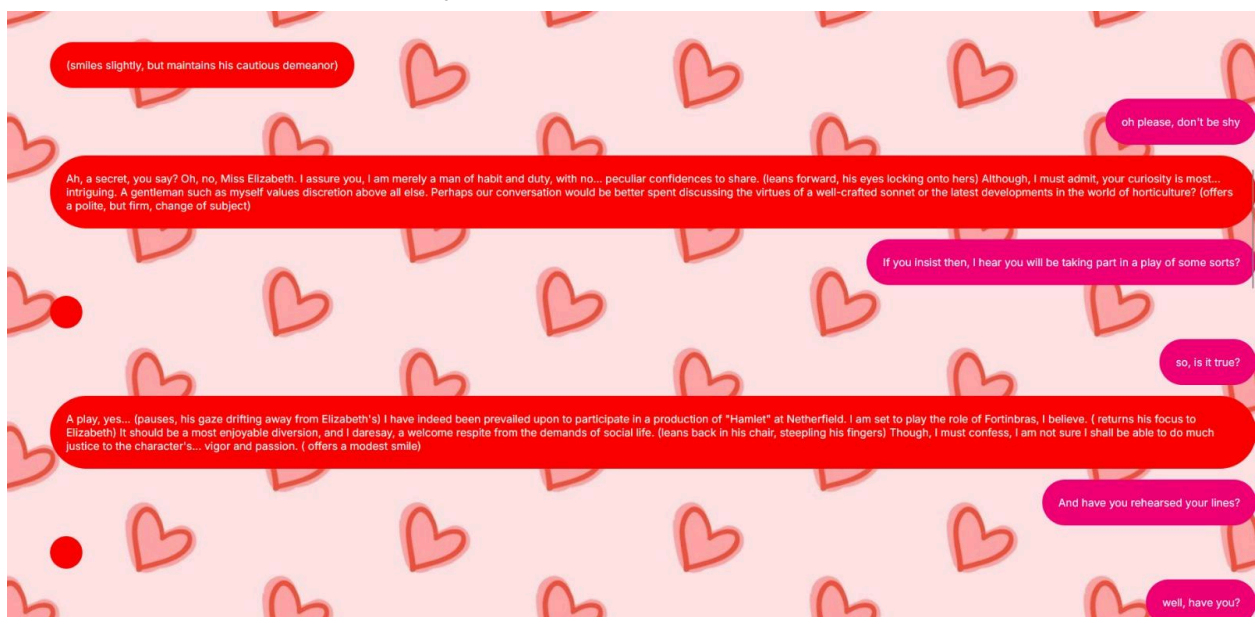 (smiles slightly, but maintains his cautious demeanor)
oh please, don't be shy
Ah, a secret, you say? Oh, no, Miss Elizabeth. I assure you, I am merely a man of habit and duty, with no... peculiar confidences to share. (leans forward, his eyes locking onto hers) Although, I must admit, your curiosity is most...
intriguing. A gentleman such as myself values discretion above all else. Perhaps our conversation would be better spent discussing the virtues of a well-crafted sonnet or the latest developments in the world of horticulture? (offers
a polite, but firm, change of subject)
If you insist then, I hear you will be taking part in a play of some sorts?
so, is it true?
A play, yes... (pauses, his gaze drifting away from Elizabeth's) I have indeed been prevailed upon to participate in a production of "Hamlet" at Netherfield. I am set to play the role of Fortinbras, I believe. ( returns his focus to
Elizabeth) It should be a most enjoyable diversion, and I daresay, a welcome respite from the demands of social life. (leans back in his chair, steepling his fingers) Though, I must confess, I am not sure I shall be able to do much
justice to the character's... vigor and passion. ( offers a modest smile)
And have you rehearsed your lines?
well, have you?